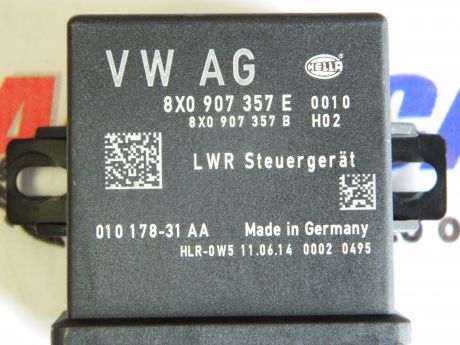 VW AG
HELLA
8X0 907 357 E 0010
8X0 907 357 B H02
LWR Steuergerät
010 178-31 AA Made in Germany
HLR-0W5 11.06.14 0002 0495